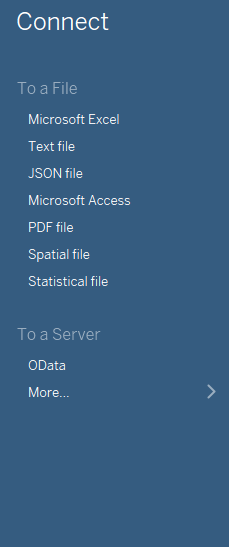 Connect
To a File
Microsoft Excel
Text file
JSON file
Microsoft Access
PDF file
Spatial file
Statistical file
To a Server
OData
More...